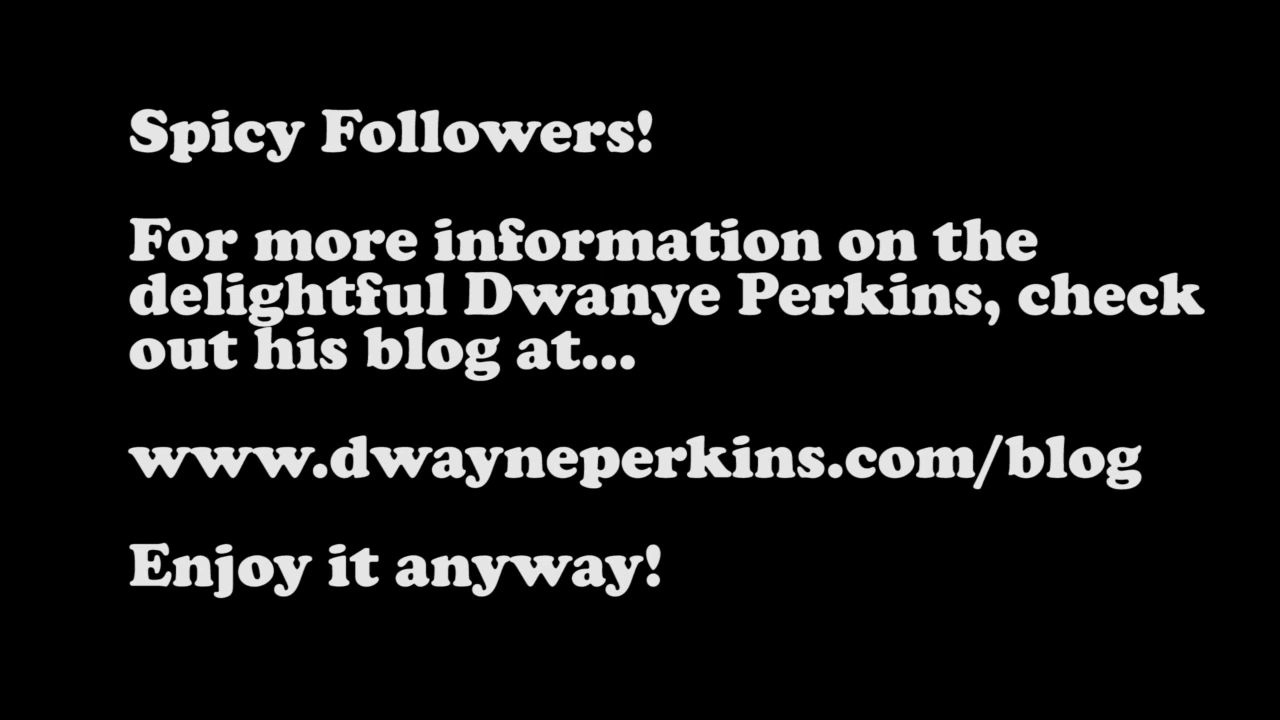 Spicy Followers!
For more information on the
delightful Dwanye Perkins, check
out his blog at...
www.dwayneperkins.com/blog
Enjoy it anyway!